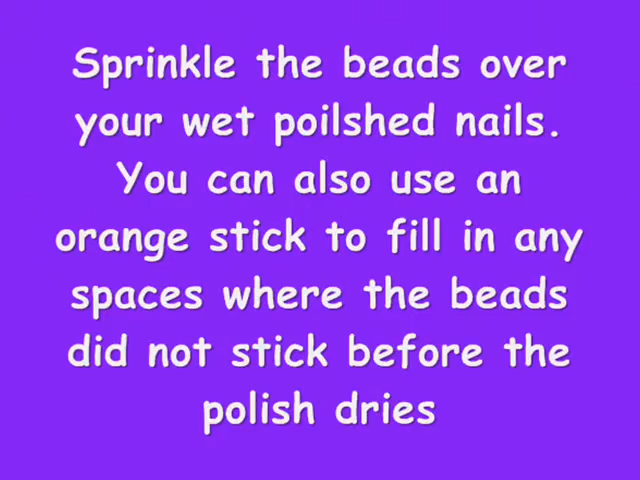 Sprinkle the beads over
your wet poilshed nails.
You can also use an
orange stick to fill in any
spaces where the beads
did not stick before the
polish dries